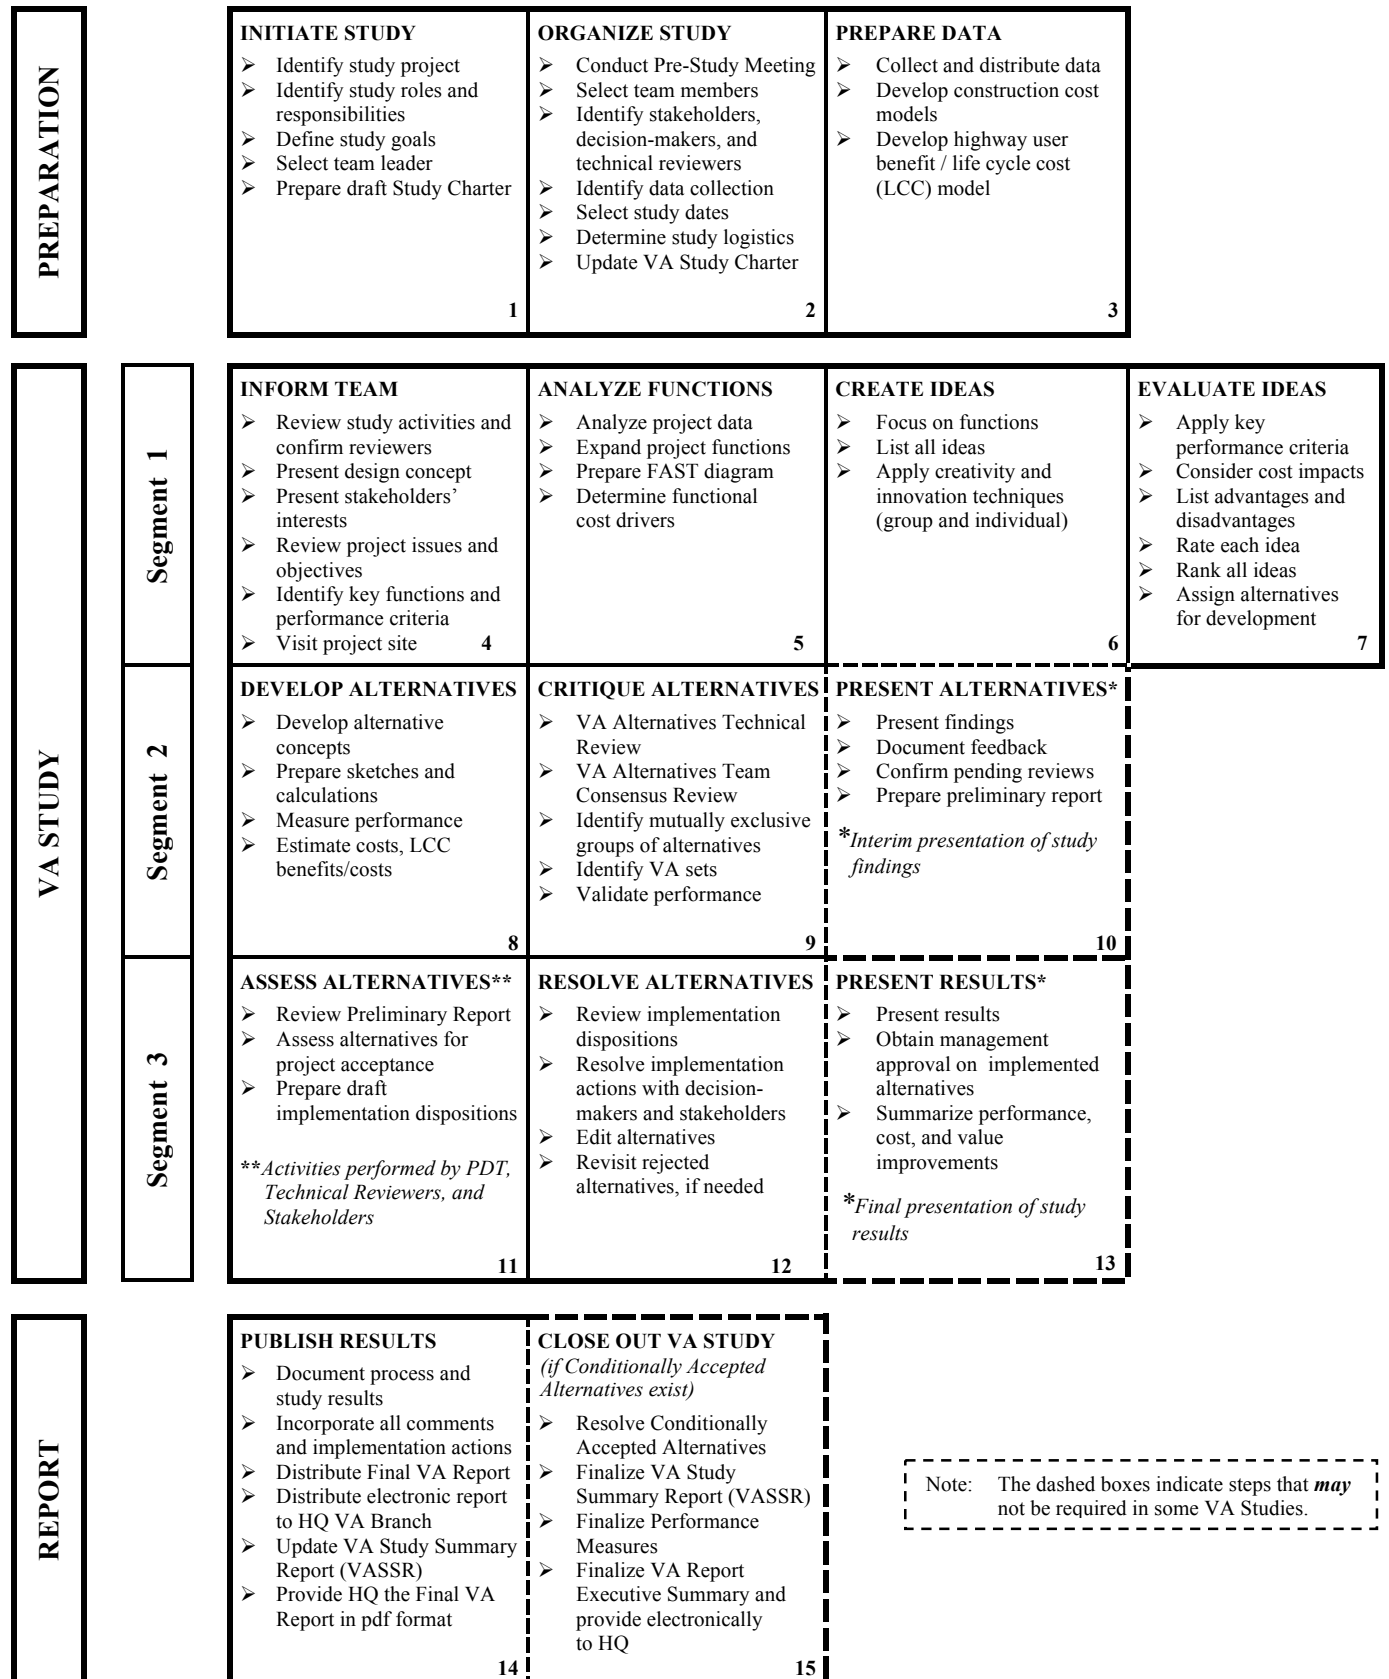 PREPARATION
INITIATE STUDY
➢ Identify study project
➢ Identify study roles and
responsibilities
➢ Define study goals
➢ Select team leader
➢ Prepare draft Study Charter
1
ORGANIZE STUDY
➢ Conduct Pre-Study Meeting
➢ Select team members
➢ Identify stakeholders,
decision-makers, and
technical reviewers
➢ Identify data collection
➢ Select study dates
➢ Determine study logistics
➢ Update VA Study Charter
2
PREPARE DATA
➢ Collect and distribute data
➢ Develop construction cost
models
➢ Develop highway user
benefit / life cycle cost
(LCC) model
3
VA STUDY
Segment 1
INFORM TEAM
➢ Review study activities and
confirm reviewers
➢ Present design concept
➢ Present stakeholders’
interests
➢ Review project issues and
objectives
➢ Identify key functions and
performance criteria
➢ Visit project site 4
ANALYZE FUNCTIONS
➢ Analyze project data
➢ Expand project functions
➢ Prepare FAST diagram
➢ Determine functional
cost drivers
5
CREATE IDEAS
➢ Focus on functions
➢ List all ideas
➢ Apply creativity and
innovation techniques
(group and individual)
6
EVALUATE IDEAS
➢ Apply key
performance criteria
➢ Consider cost impacts
➢ List advantages and
disadvantages
➢ Rate each idea
➢ Rank all ideas
➢ Assign alternatives
for development
7
Segment 2
DEVELOP ALTERNATIVES
➢ Develop alternative
concepts
➢ Prepare sketches and
calculations
➢ Measure performance
➢ Estimate costs, LCC
benefits/costs
8
CRITIQUE ALTERNATIVES
➢ VA Alternatives Technical
Review
➢ VA Alternatives Team
Consensus Review
➢ Identify mutually exclusive
groups of alternatives
➢ Identify VA sets
➢ Validate performance
9
PRESENT ALTERNATIVES*
➢ Present findings
➢ Document feedback
➢ Confirm pending reviews
➢ Prepare preliminary report
*Interim presentation of study
findings
10
Segment 3
ASSESS ALTERNATIVES**
➢ Review Preliminary Report
➢ Assess alternatives for
project acceptance
➢ Prepare draft
implementation dispositions
**Activities performed by PDT,
Technical Reviewers, and
Stakeholders
11
RESOLVE ALTERNATIVES
➢ Review implementation
dispositions
➢ Resolve implementation
actions with decision-
makers and stakeholders
➢ Edit alternatives
➢ Revisit rejected
alternatives, if needed
12
PRESENT RESULTS*
➢ Present results
➢ Obtain management
approval on implemented
alternatives
➢ Summarize performance,
cost, and value
improvements
*Final presentation of study
results
13
REPORT
PUBLISH RESULTS
➢ Document process and
study results
➢ Incorporate all comments
and implementation actions
➢ Distribute Final VA Report
➢ Distribute electronic report
to HQ VA Branch
➢ Update VA Study Summary
Report (VASSR)
➢ Provide HQ the Final VA
Report in pdf format
14
CLOSE OUT VA STUDY
(if Conditionally Accepted
Alternatives exist)
➢ Resolve Conditionally
Accepted Alternatives
➢ Finalize VA Study
Summary Report (VASSR)
➢ Finalize Performance
Measures
➢ Finalize VA Report
Executive Summary and
provide electronically
to HQ
15
Note: The dashed boxes indicate steps that may
not be required in some VA Studies.